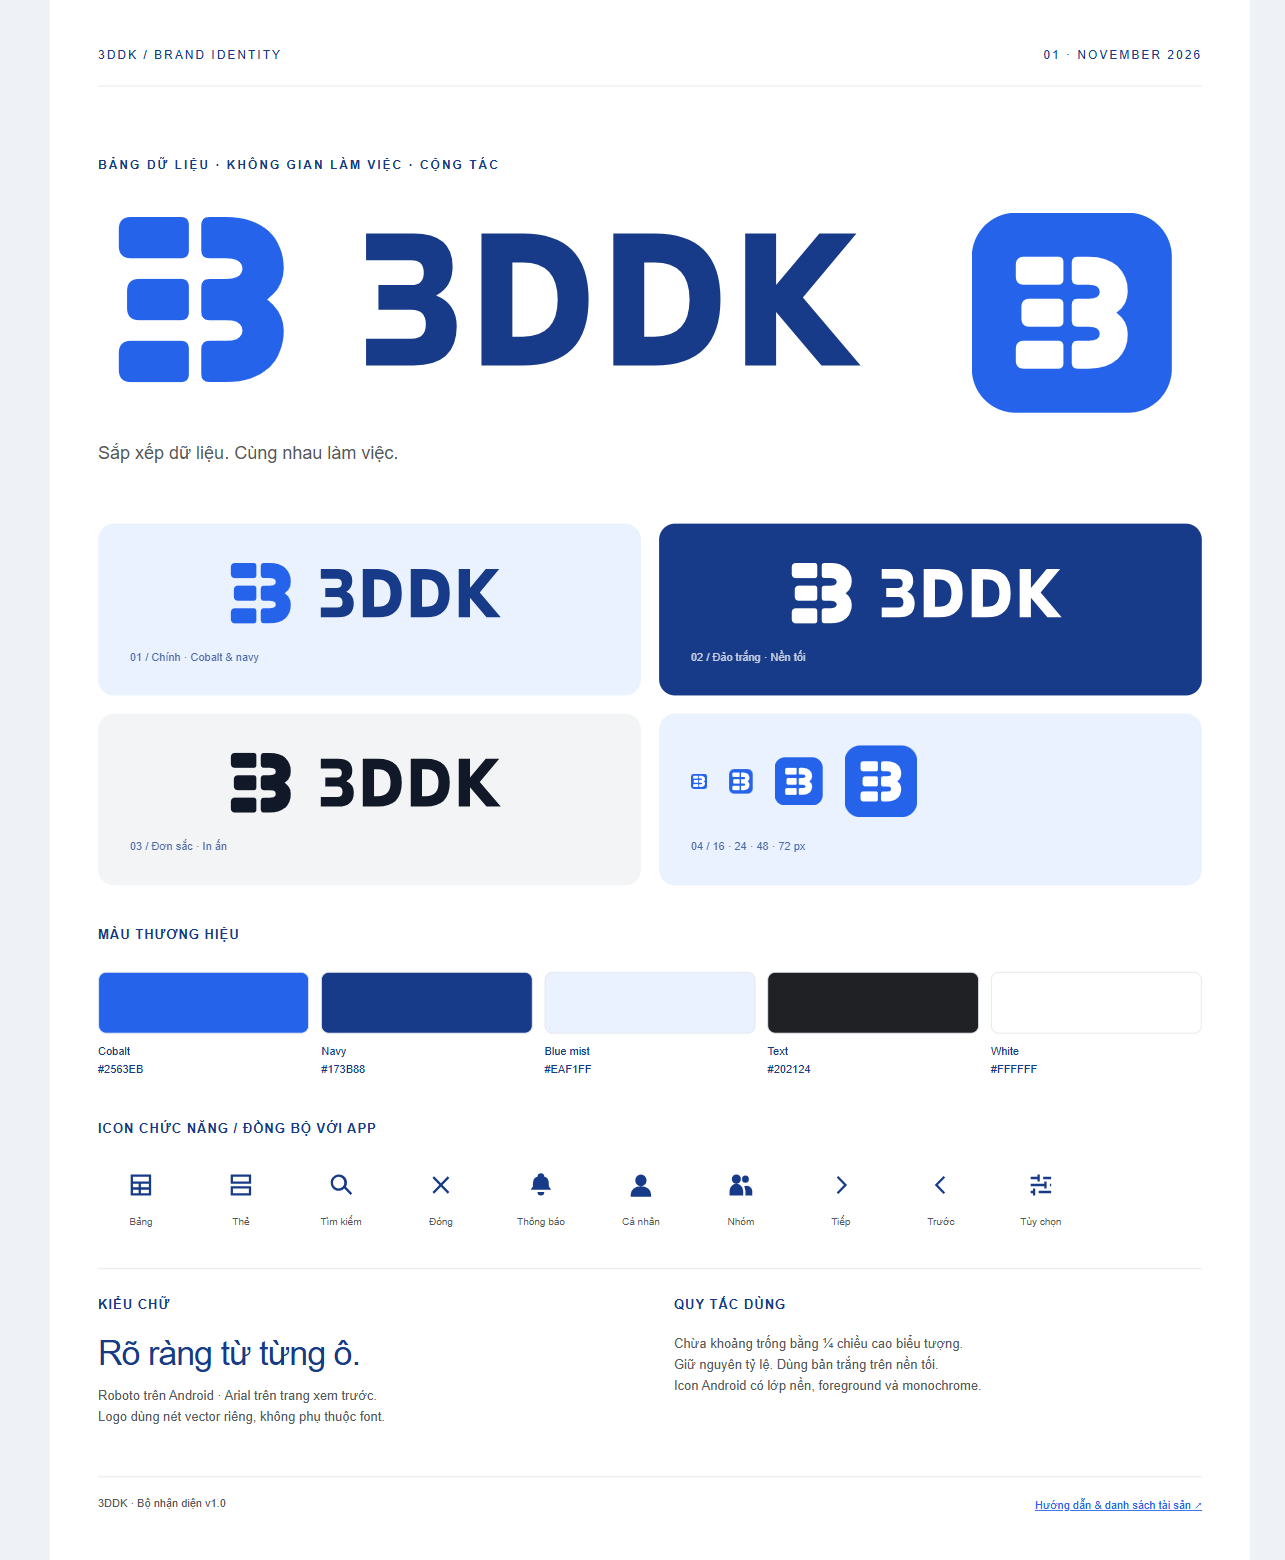 3DDK / BRAND IDENTITY
01 · NOVEMBER 2026
BẢNG DỮ LIỆU · KHÔNG GIAN LÀM VIỆC · CỘNG TÁC
3DDK
Sắp xếp dữ liệu. Cùng nhau làm việc.
3DDK
01 / Chính · Cobalt & navy
3DDK
02 / Đảo trắng · Nền tối
3DDK
03 / Đơn sắc · In ấn
04 / 16 · 24 · 48 · 72 px
MÀU THƯƠNG HIỆU
Cobalt
#2563EB
Navy
#173B88
Blue mist
#EAF1FF
Text
#202124
White
#FFFFFF
ICON CHỨC NĂNG / ĐỒNG BỘ VỚI APP
Bảng
Thẻ
Tìm kiếm
Đóng
Thông báo
Cá nhân
Nhóm
Tiếp
Trước
Tùy chọn
KIỂU CHỮ
Rõ ràng từ từng ô.
Roboto trên Android · Arial trên trang xem trước.
Logo dùng nét vector riêng, không phụ thuộc font.
QUY TẮC DÙNG
Chừa khoảng trống bằng ¼ chiều cao biểu tượng.
Giữ nguyên tỷ lệ. Dùng bản trắng trên nền tối.
Icon Android có lớp nền, foreground và monochrome.
3DDK · Bộ nhận diện v1.0
Hướng dẫn & danh sách tài sản ↗